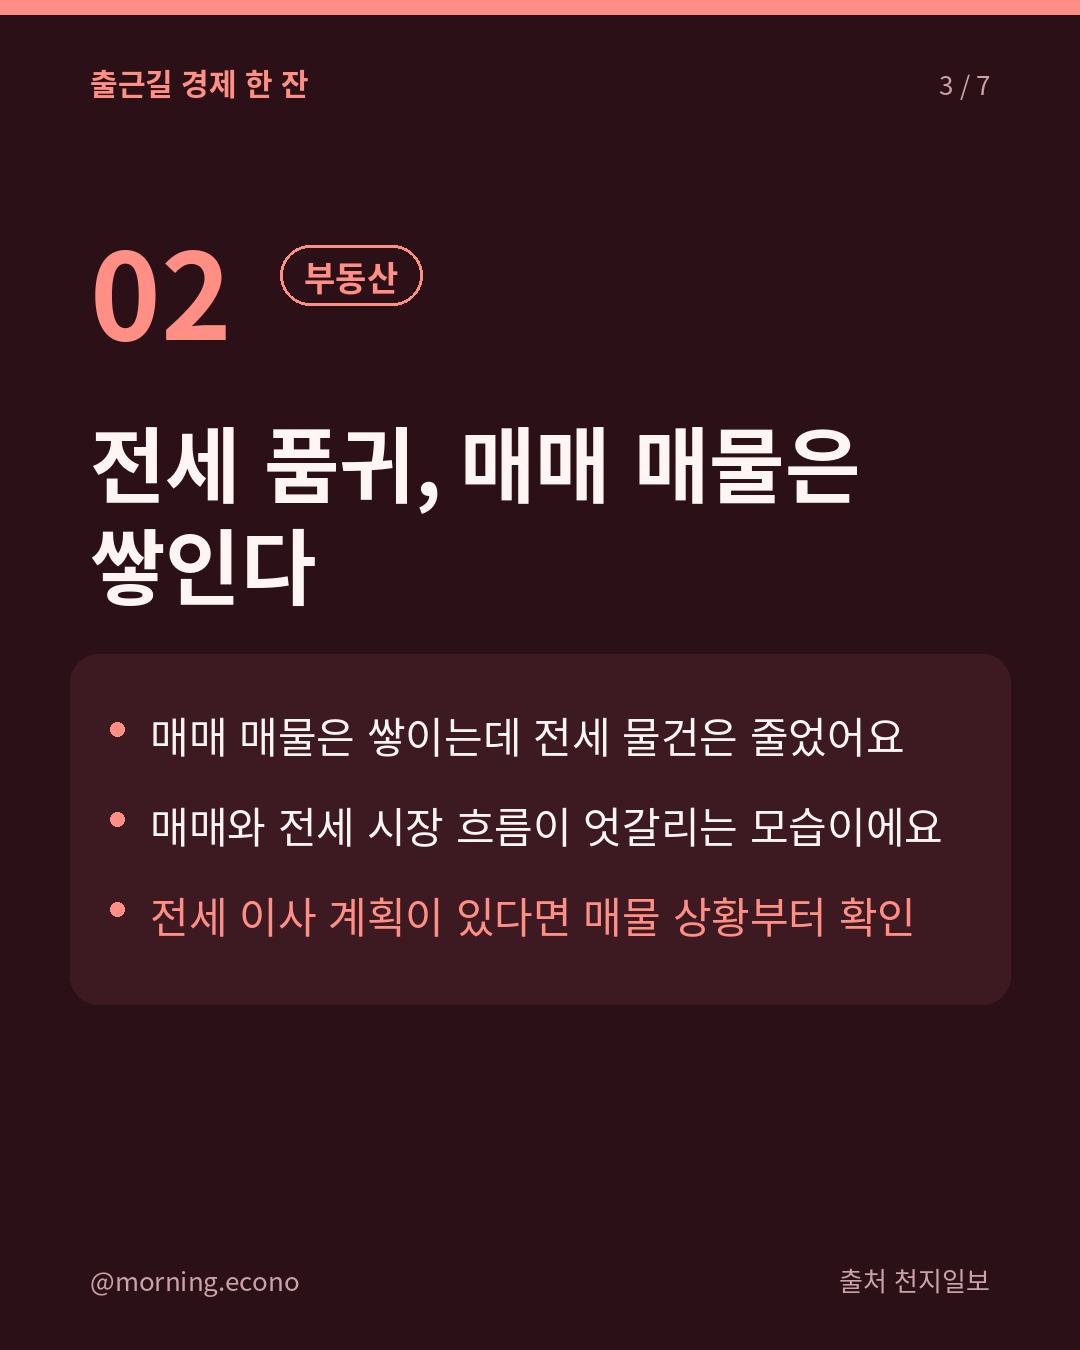 출근길 경제 한 잔
3 / 7
02
부동산
전세 품귀, 매매 매물은
쌓인다
매매 매물은 쌓이는데 전세 물건은 줄었어요
매매와 전세 시장 흐름이 엇갈리는 모습이에요
전세 이사 계획이 있다면 매물 상황부터 확인
@morning.econo
출처 천지일보